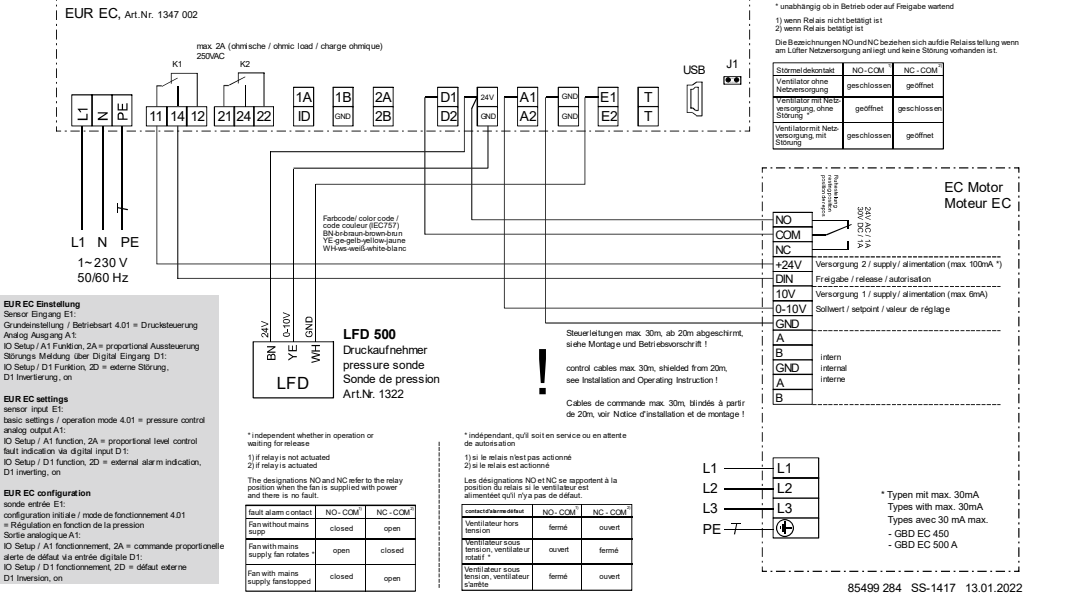 EUR EC, Art.Nr. 1347 002
max. 2A (ohmische / ohmic load / charge ohmique)
250VAC
K1
K2
USB
J1
L1 N PE
11 14 12
21 24 22
1A
ID
1B
GND
2A
2B
D1
D2
24V
GND
A1
A2
GND
GND
E1
E2
T
T
L1 N PE
1~ 230 V
50/60 Hz
Farbcode/ color code /
code couleur (IEC757)
BN-br-braun-brown-brun
YE-ge-gelb-yellow-jaune
WH-ws-weiß-white-blanc
24V
0-10V
GND
BN
YE
WH
LFD
LFD 500
Druckaufnehmer
pressure sonde
Sonde de pression
Art.Nr. 1322
* unabhängig ob in Betrieb oder auf Freigabe wartend
1) wenn Relais nicht betätigt ist
2) wenn Relais betätigt ist
Die Bezeichnungen NO und NC beziehen sich auf die Relaisstellung wenn
am Lüfter Netzversorgung anliegt und keine Störung vorhanden ist.
Störmeldekontakt NO - COM 1) NC - COM 2)
Ventilator ohne
Netzversorgung
geschlossen geöffnet
Ventilator mit Netz-
versorgung, ohne
Störung *
geöffnet geschlossen
Ventilator mit Netz-
versorgung, mit
Störung
geschlossen geöffnet
EC Motor
Moteur EC
Ruhestellung
resting position
position de repos
24V AC / 1A
30V DC / 1A
NO
COM
NC
+24V Versorgung 2 / supply / alimentation (max. 100mA *)
DIN Freigabe / release / autorisation
10V Versorgung 1 / supply / alimentation (max. 6mA)
0-10V Sollwert / setpoint / valeur de réglage
GND
A
B
GND
A
B
intern
internal
interne
L1 L1
L2 L2
L3 L3
PE
* Typen mit max. 30mA
Types with max. 30mA
Types avec 30 mA max.
- GBD EC 450
- GBD EC 500 A
!
Steuerleitungen max. 30m, ab 20m abgeschirmt,
siehe Montage und Betriebsvorschrift !
control cables max. 30m, shielded from 20m,
see Installation and Operating Instruction !
Cables de commande max. 30m, blindés à partir
de 20m, voir Notice d'installation et de montage !
EUR EC Einstellung
Sensor Eingang E1:
Grundeinstellung / Betriebsart 4.01 = Drucksteuerung
Analog Ausgang A1:
IO Setup / A1 Funktion, 2A = proportional Aussteuerung
Störungs Meldung über Digital Eingang D1:
IO Setup / D1 Funktion, 2D = externe Störung,
D1 Invertierung, on
EUR EC settings
sensor input E1:
basic settings / operation mode 4.01 = pressure control
analog output A1:
IO Setup / A1 function, 2A = proportional level control
fault indication via digital input D1:
IO Setup / D1 function, 2D = external alarm indication,
D1 inverting, on
EUR EC configuration
sonde entrée E1:
configuration initiale / mode de fonctionnement 4.01
= Régulation en fonction de la pression
Sortie analogique A1:
IO Setup / A1 fonctionnement, 2A = commande proportionelle
alerte de défaut via entrée digitale D1:
IO Setup / D1 fonctionnement, 2D = défaut externe
D1 Inversion, on
* independent whether in operation or
waiting for release
1) if relay is not actuated
2) if relay is actuated
The designations NO and NC refer to the relay
position when the fan is supplied with power
and there is no fault.
fault alarm contact NO - COM 1) NC - COM 2)
Fan without mains
supp
closed open
Fan with mains
supply, fan rotates *
open closed
Fan with mains
supply, fanstopped
closed open
* indépendant, qu'il soit en service ou en attente
de autorisation
1) si le relais n'est pas actionné
2) si le relais est actionné
Les désignations NO et NC se rapportent à la
position du relais si le ventilateur est
alimentéet qu'il n'y a pas de défaut.
contact d'alarme défaut NO - COM 1) NC - COM 2)
Ventilateur hors
tension
fermé ouvert
Ventilateur sous
tension, ventilateur
rotatif *
ouvert fermé
Ventilateur sous
tension, ventilateur
s'arrête
fermé ouvert
85499 284 SS-1417 13.01.2022